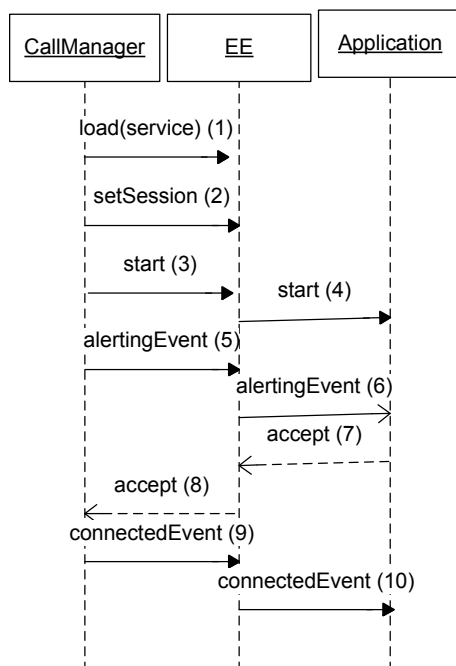 CallManager
EE
Application
load(service) (1)
setSession (2)
start (3)
start (4)
alertingEvent (5)
alertingEvent (6)
accept (7)
accept (8)
connectedEvent (9)
connectedEvent (10)